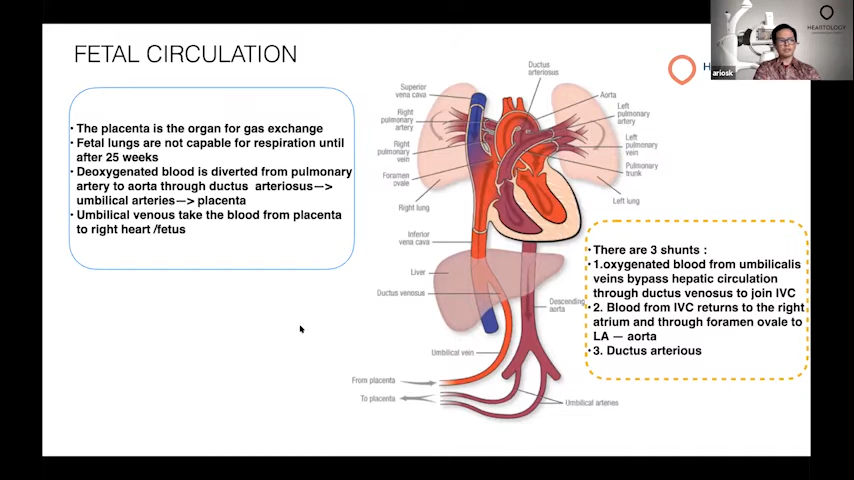 FETAL CIRCULATION
HEARTOLOGY
ariosk
H
• The placenta is the organ for gas exchange
• Fetal lungs are not capable for respiration until
after 25 weeks
• Deoxygenated blood is diverted from pulmonary
artery to aorta through ductus arteriosus—>
umbilical arteries—> placenta
• Umbilical venous take the blood from placenta
to right heart /fetus
Superior
vena cava
Right
pulmonary
artery
Right
pulmonary
vein
Foramen
ovale
Right lung
Inferior
vena cava
Liver
Ductus venosus
Umbilical vein
From placenta
To placenta
Ductus
arteriosus
Aorta
Left
pulmonary
artery
Left
pulmonary
vein
Pulmonary
trunk
Left lung
Descending
aorta
Umbilical arteries
• There are 3 shunts :
• 1.oxygenated blood from umbilicalis
veins bypass hepatic circulation
through ductus venosus to join IVC
• 2. Blood from IVC returns to the right
atrium and through foramen ovale to
LA — aorta
• 3. Ductus arterious